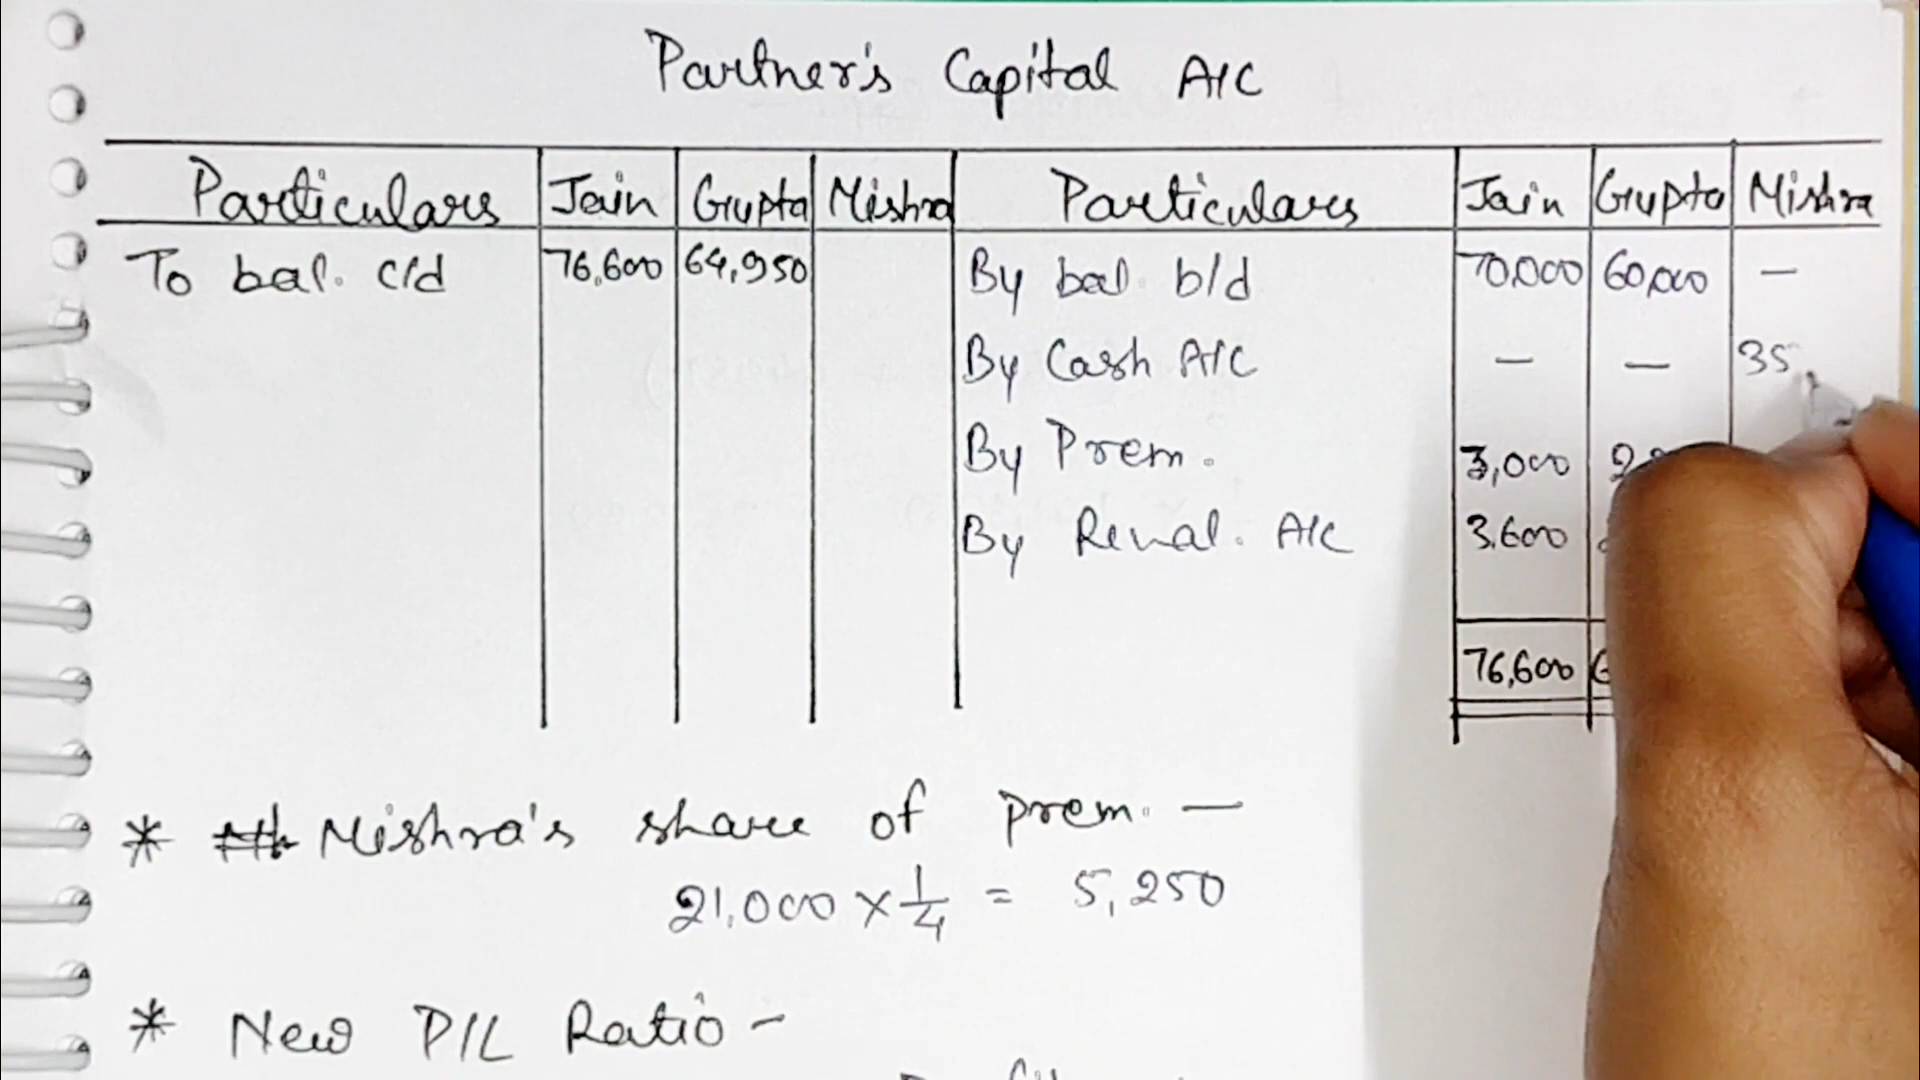 Partner's Capital A/C
Particulars Jain Gupta Mishra Particulars Jain Gupta Mishra
To bal. c/d 76,600 64,950 By bal. b/d 70,000 60,000 —
By Cash A/C — — 35
By Prem. 3,000
By Reval. A/C 3,600
76,600
* Mishra's share of prem. —
21,000 × 1/4 = 5,250
* New P/L Ratio -